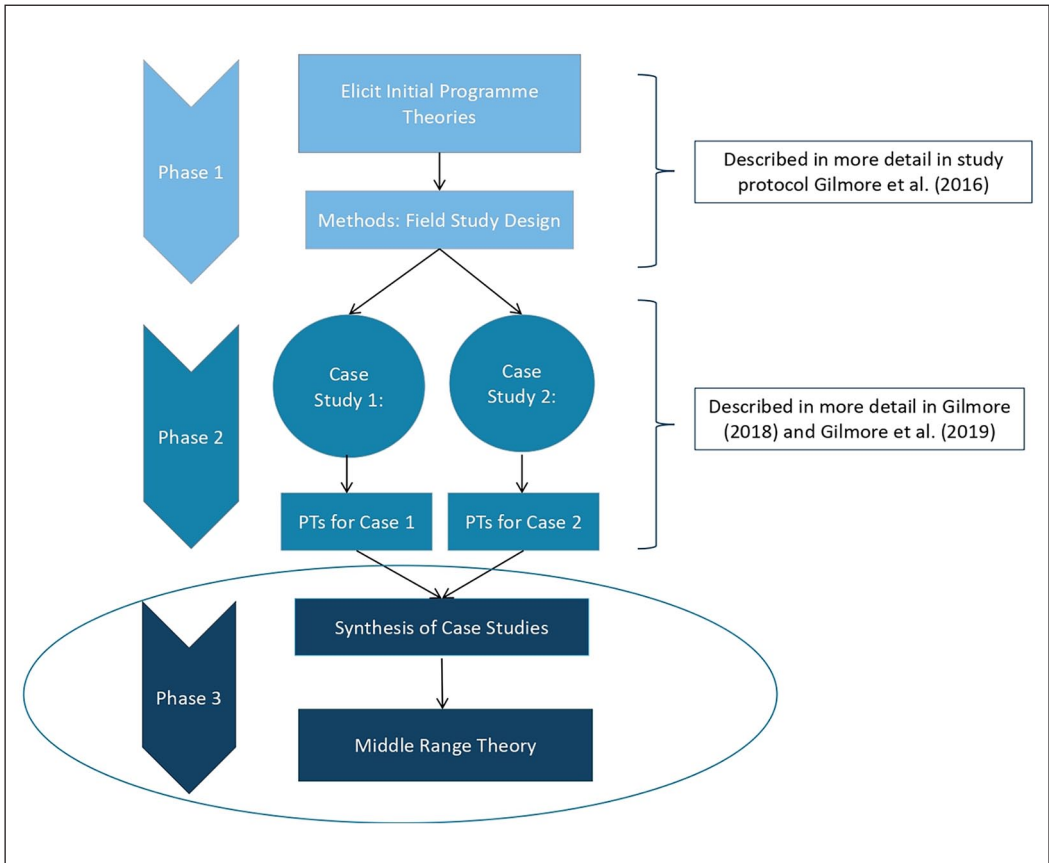 Phase 1
Elicit Initial Programme
Theories
Methods: Field Study Design
Described in more detail in study
protocol Gilmore et al. (2016)
Phase 2
Case
Study 1:
Case
Study 2:
PTs for Case 1
PTs for Case 2
Described in more detail in Gilmore
(2018) and Gilmore et al. (2019)
Phase 3
Synthesis of Case Studies
Middle Range Theory